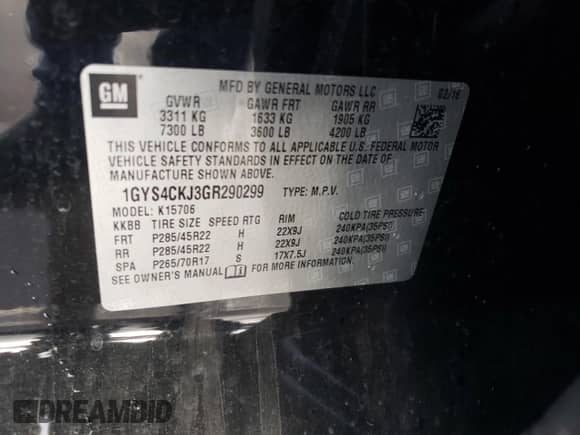 GM
MFD BY GENERAL MOTORS LLC 02/16
GVWR GAWR FRT GAWR RR
3311 KG 1633 KG 1905 KG
7300 LB 3600 LB 4200 LB
THIS VEHICLE CONFORMS TO ALL APPLICABLE U.S. FEDERAL MOTOR
VEHICLE SAFETY STANDARDS IN EFFECT ON THE DATE OF
MANUFACTURE SHOWN ABOVE.
1GYS4CKJ3GR290299 TYPE: M.P.V.
MODEL: K15706
KKBB TIRE SIZE SPEED RTG RIM COLD TIRE PRESSURE
FRT P285/45R22 H 22X9J 240KPA(35PSI)
RR P285/45R22 H 22X9J 240KPA(35PSI)
SPA P265/70R17 S 17X7.5J 240KPA(35PSI)
SEE OWNER'S MANUAL FOR MORE INFORMATION.
DREAMBID